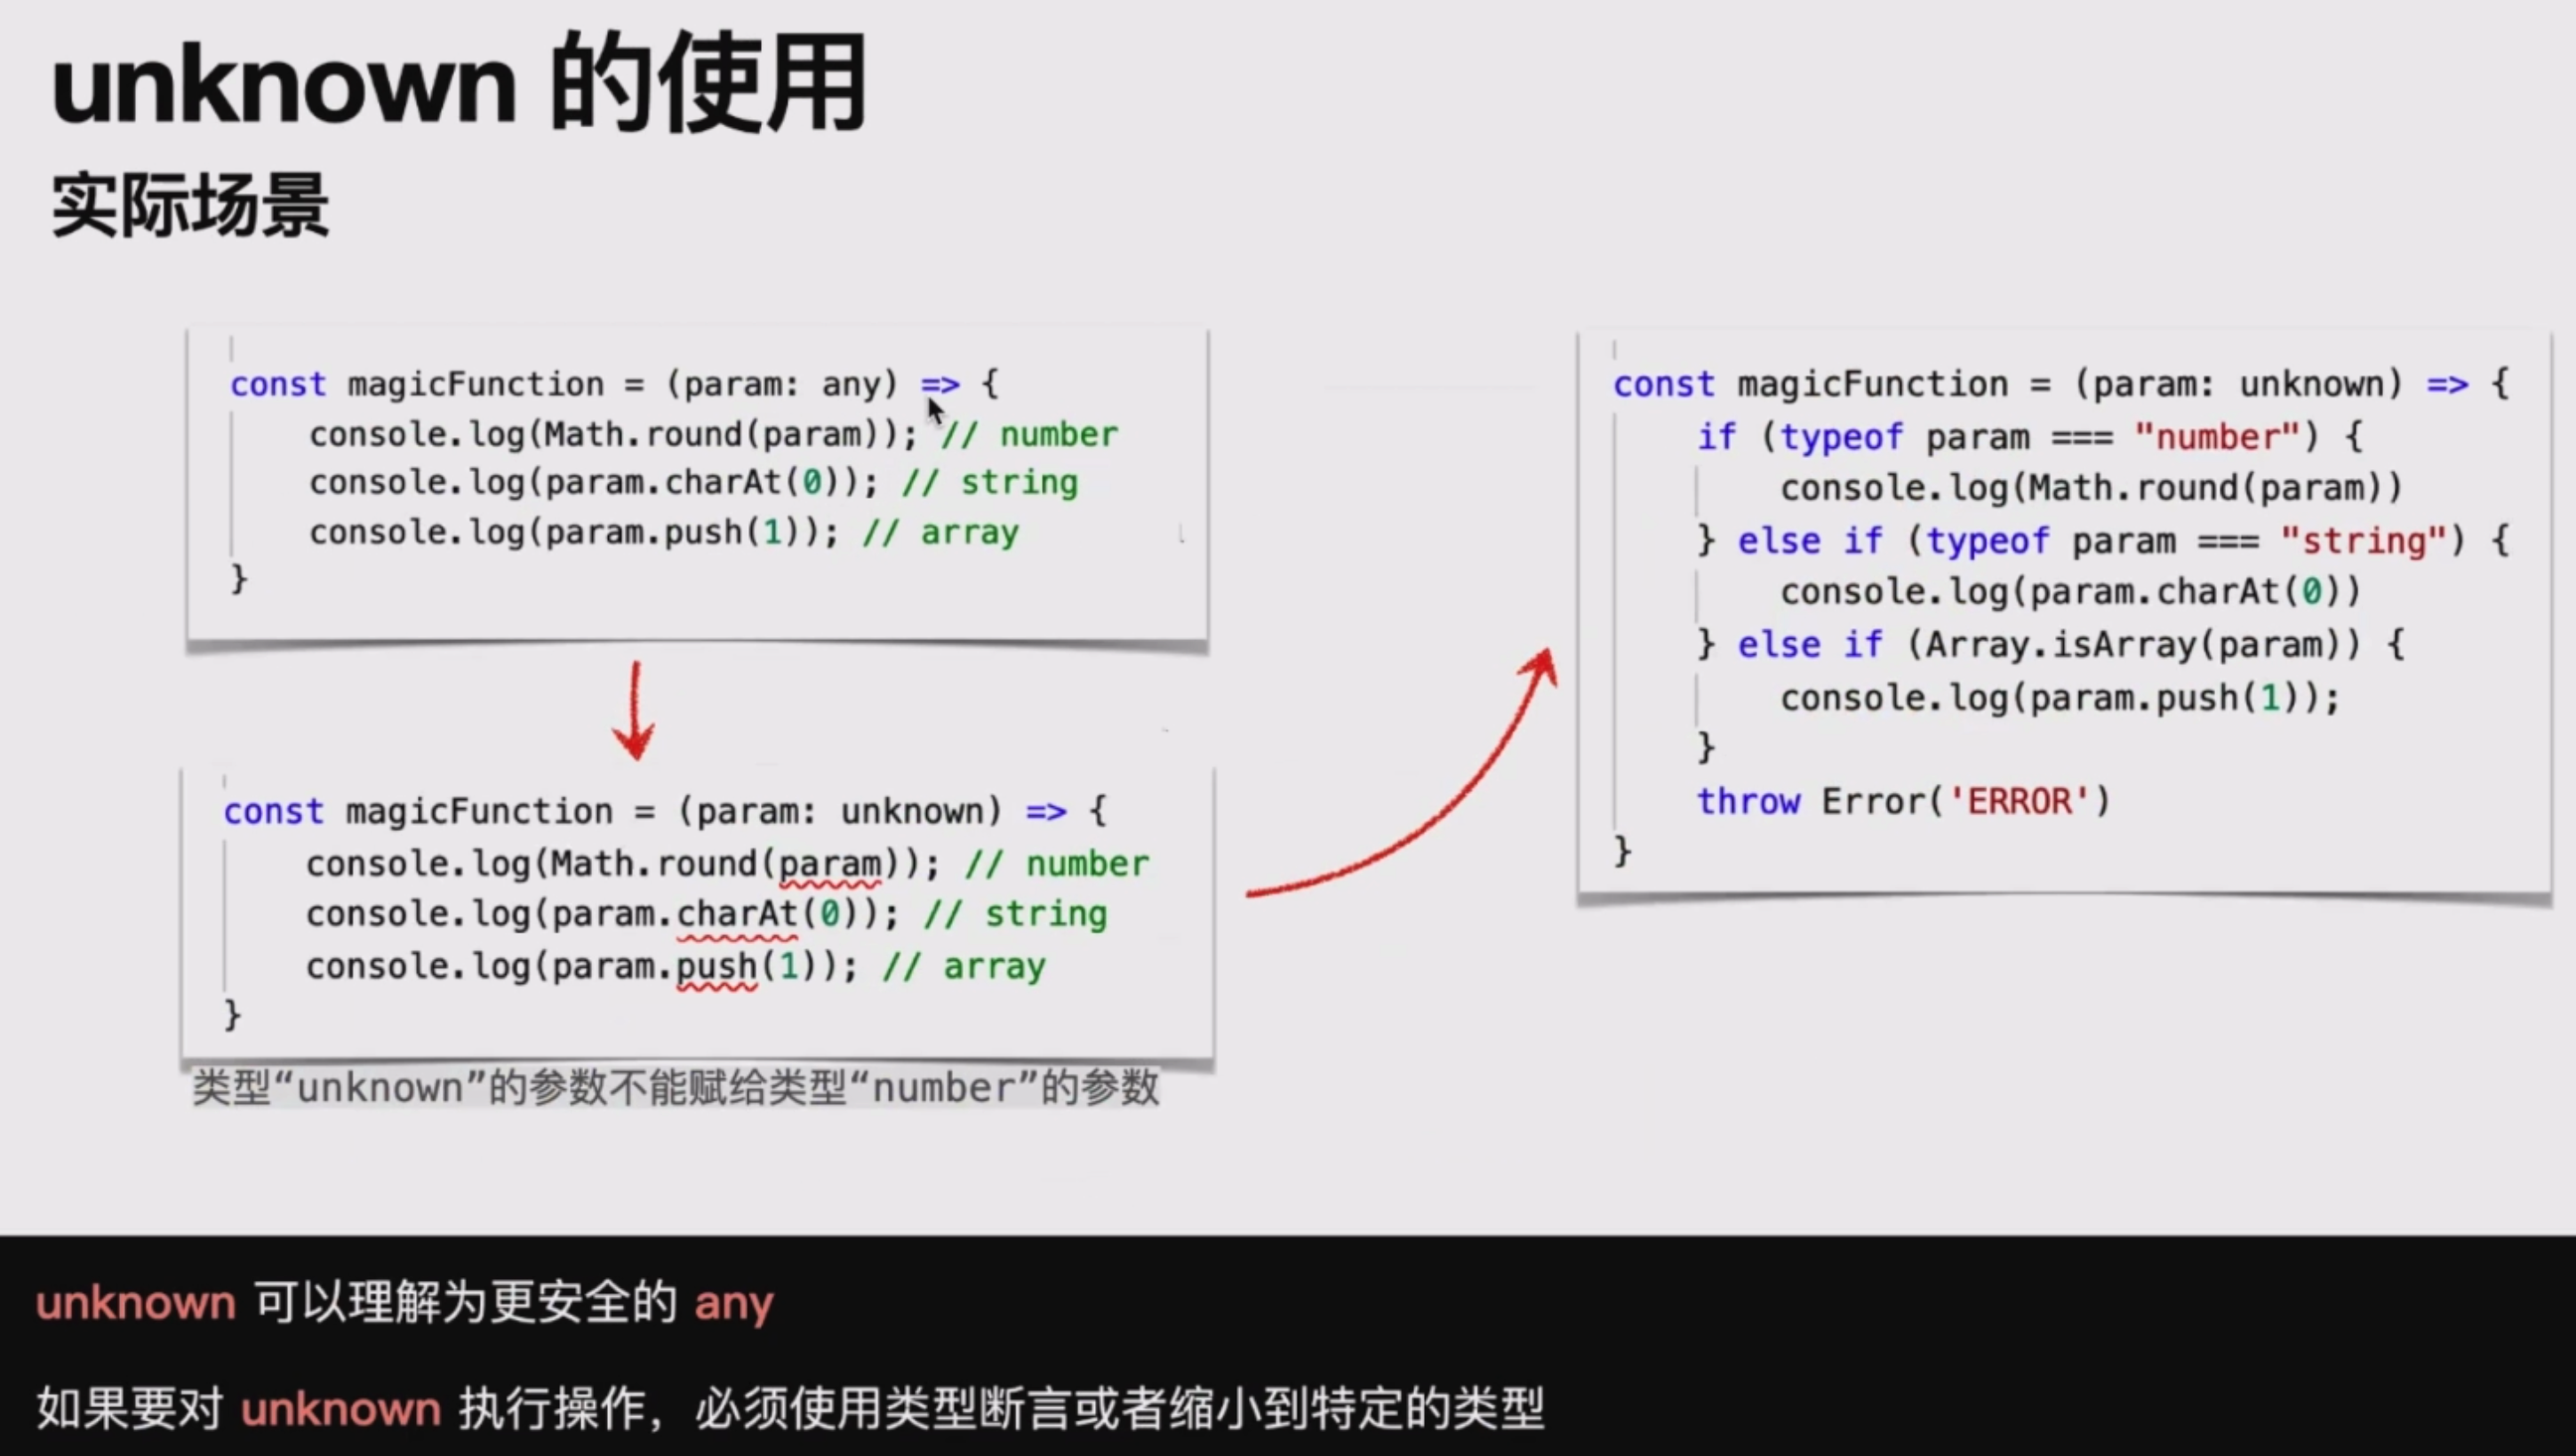 unknown 的使用
实际场景
const magicFunction = (param: any) => {
console.log(Math.round(param)); // number
console.log(param.charAt(0)); // string
console.log(param.push(1)); // array
}
const magicFunction = (param: unknown) => {
console.log(Math.round(param)); // number
console.log(param.charAt(0)); // string
console.log(param.push(1)); // array
}
类型“unknown”的参数不能赋给类型“number”的参数
const magicFunction = (param: unknown) => {
if (typeof param === "number") {
console.log(Math.round(param))
} else if (typeof param === "string") {
console.log(param.charAt(0))
} else if (Array.isArray(param)) {
console.log(param.push(1));
}
throw Error('ERROR')
}
unknown 可以理解为更安全的 any
如果要对 unknown 执行操作，必须使用类型断言或者缩小到特定的类型